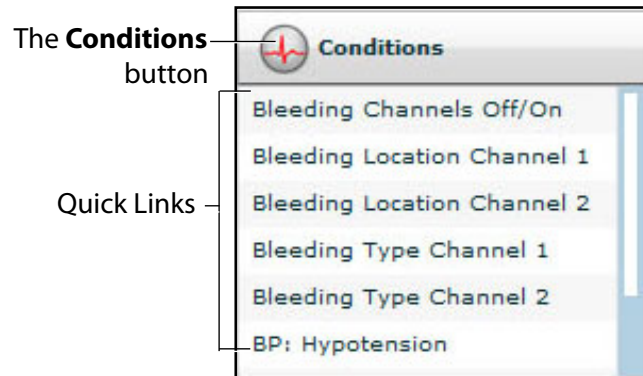 The Conditions
button
Conditions
Quick Links
Bleeding Channels Off/On
Bleeding Location Channel 1
Bleeding Location Channel 2
Bleeding Type Channel 1
Bleeding Type Channel 2
BP: Hypotension